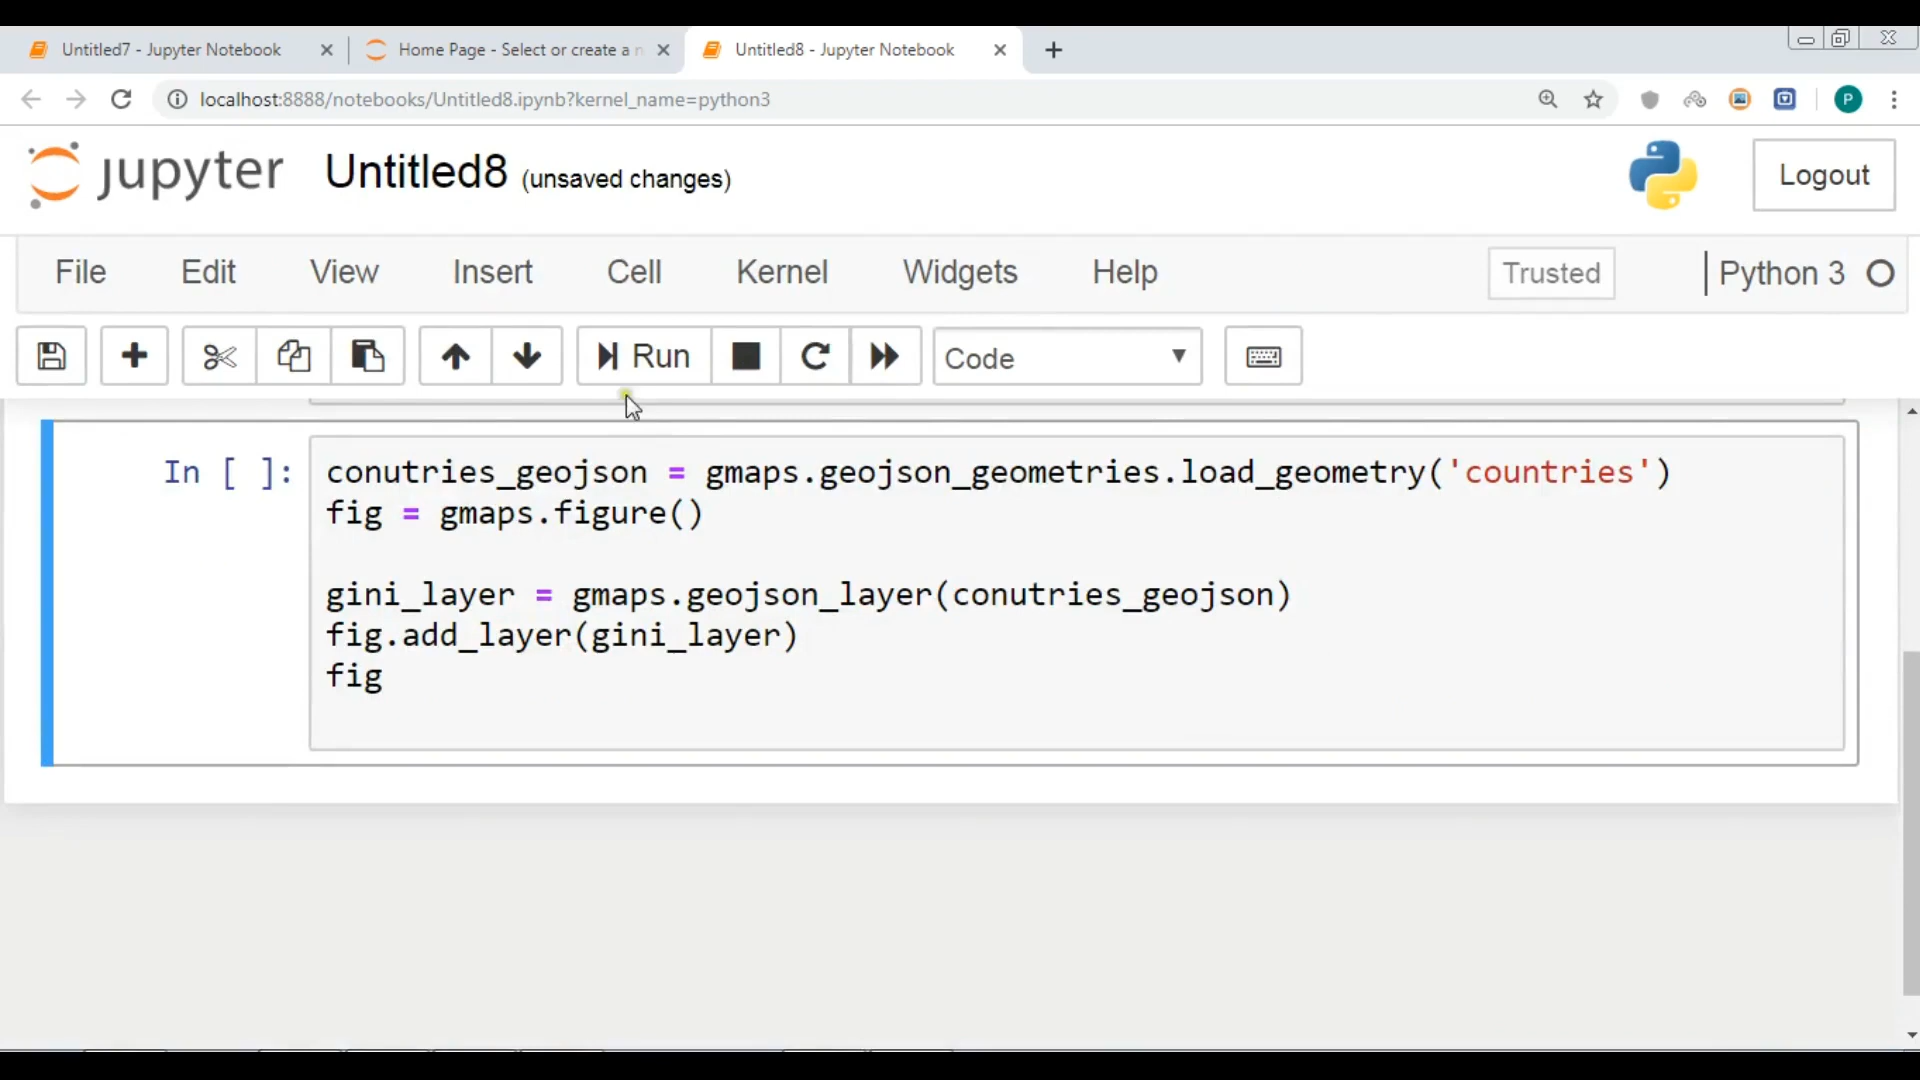 Untitled7 - Jupyter Notebook
Home Page - Select or create a n
Untitled8 - Jupyter Notebook
localhost:8888/notebooks/Untitled8.ipynb?kernel_name=python3
P
jupyter Untitled8 (unsaved changes)
Logout
File Edit View Insert Cell Kernel Widgets Help Trusted Python 3
Run Code
In [ ]: conutries_geojson = gmaps.geojson_geometries.load_geometry('countries')
fig = gmaps.figure()
gini_layer = gmaps.geojson_layer(conutries_geojson)
fig.add_layer(gini_layer)
fig